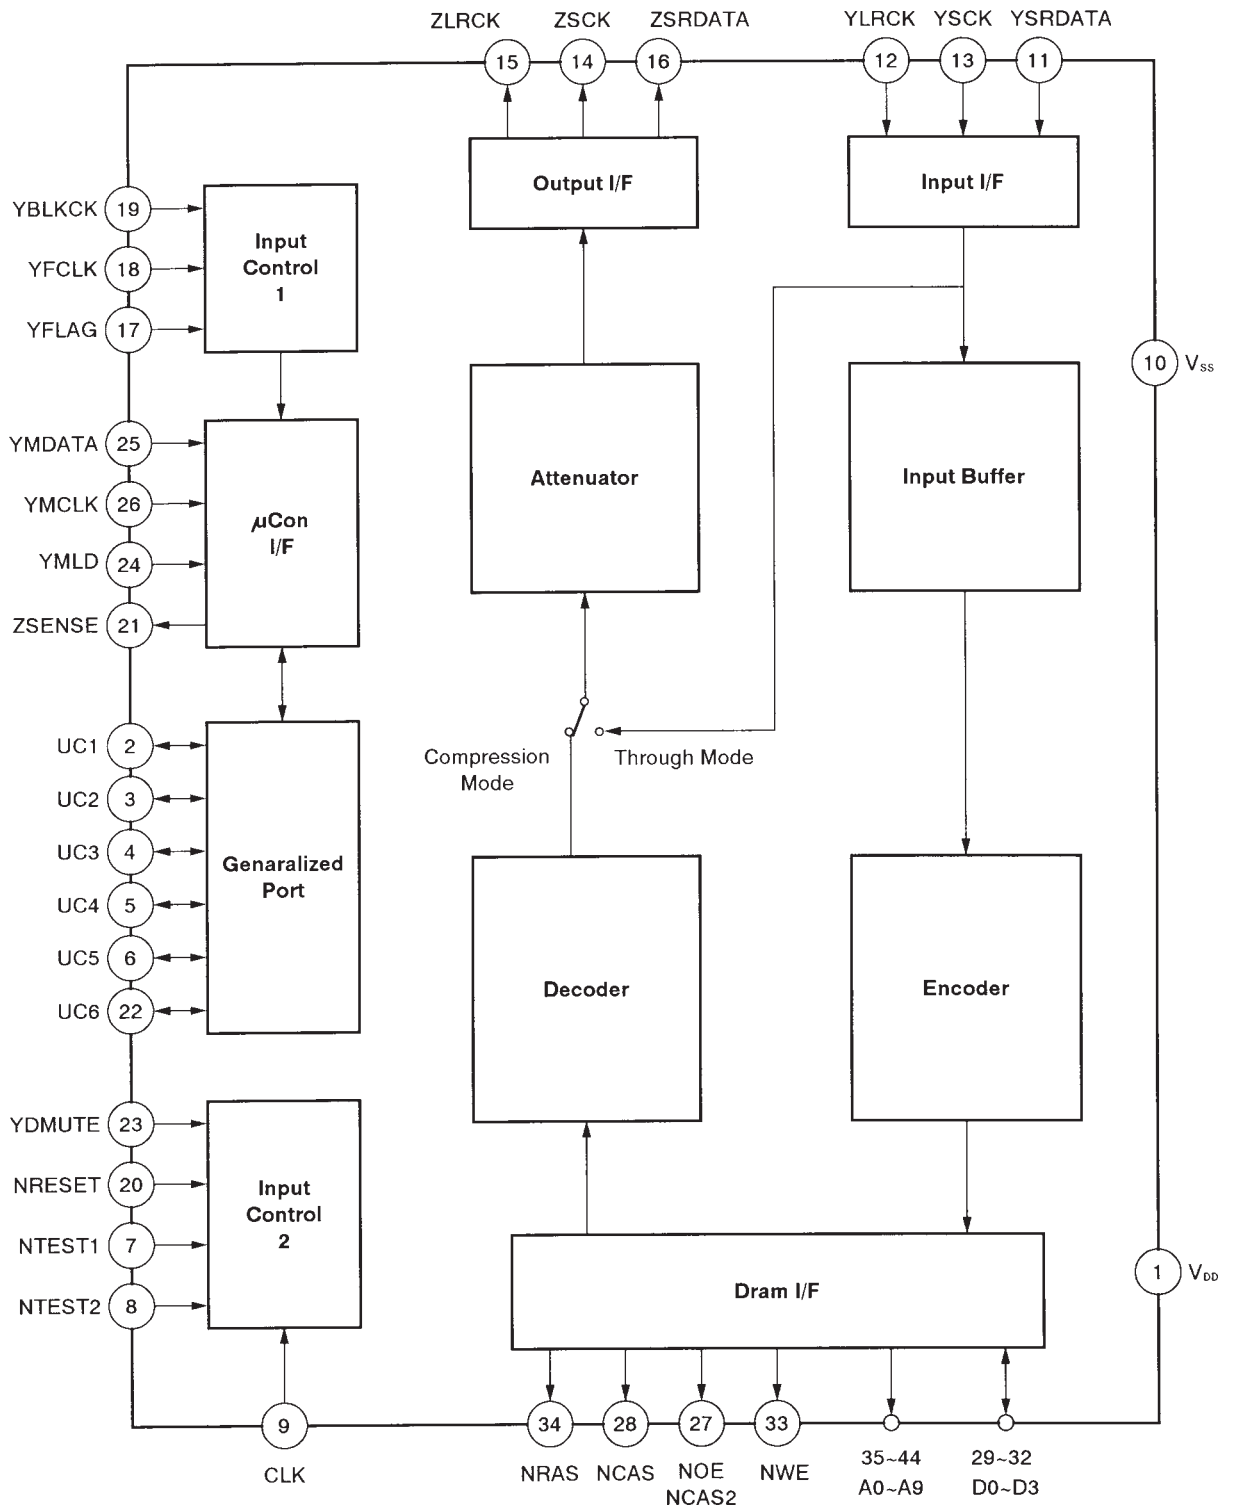 ZLRCK ZSCK ZSRDATA YLRCK YSCK YSRDATA
15 14 16 12 13 11
Output I/F
Input I/F
YBLKCK 19
YFCLK 18
YFLAG 17
Input
Control
1
10 Vss
YMDATA 25
YMCLK 26
YMLD 24
ZSENSE 21
μCon
I/F
Attenuator
Input Buffer
UC1 2
UC2 3
UC3 4
UC4 5
UC5 6
UC6 22
Genaralized
Port
Compression
Mode
Through Mode
Decoder
Encoder
YDMUTE 23
NRESET 20
NTEST1 7
NTEST2 8
Input
Control
2
Dram I/F
1 VDD
9 34 28 27 33
CLK
NRAS
NCAS
NOE
NCAS2
NWE
35~44
A0~A9
29~32
D0~D3